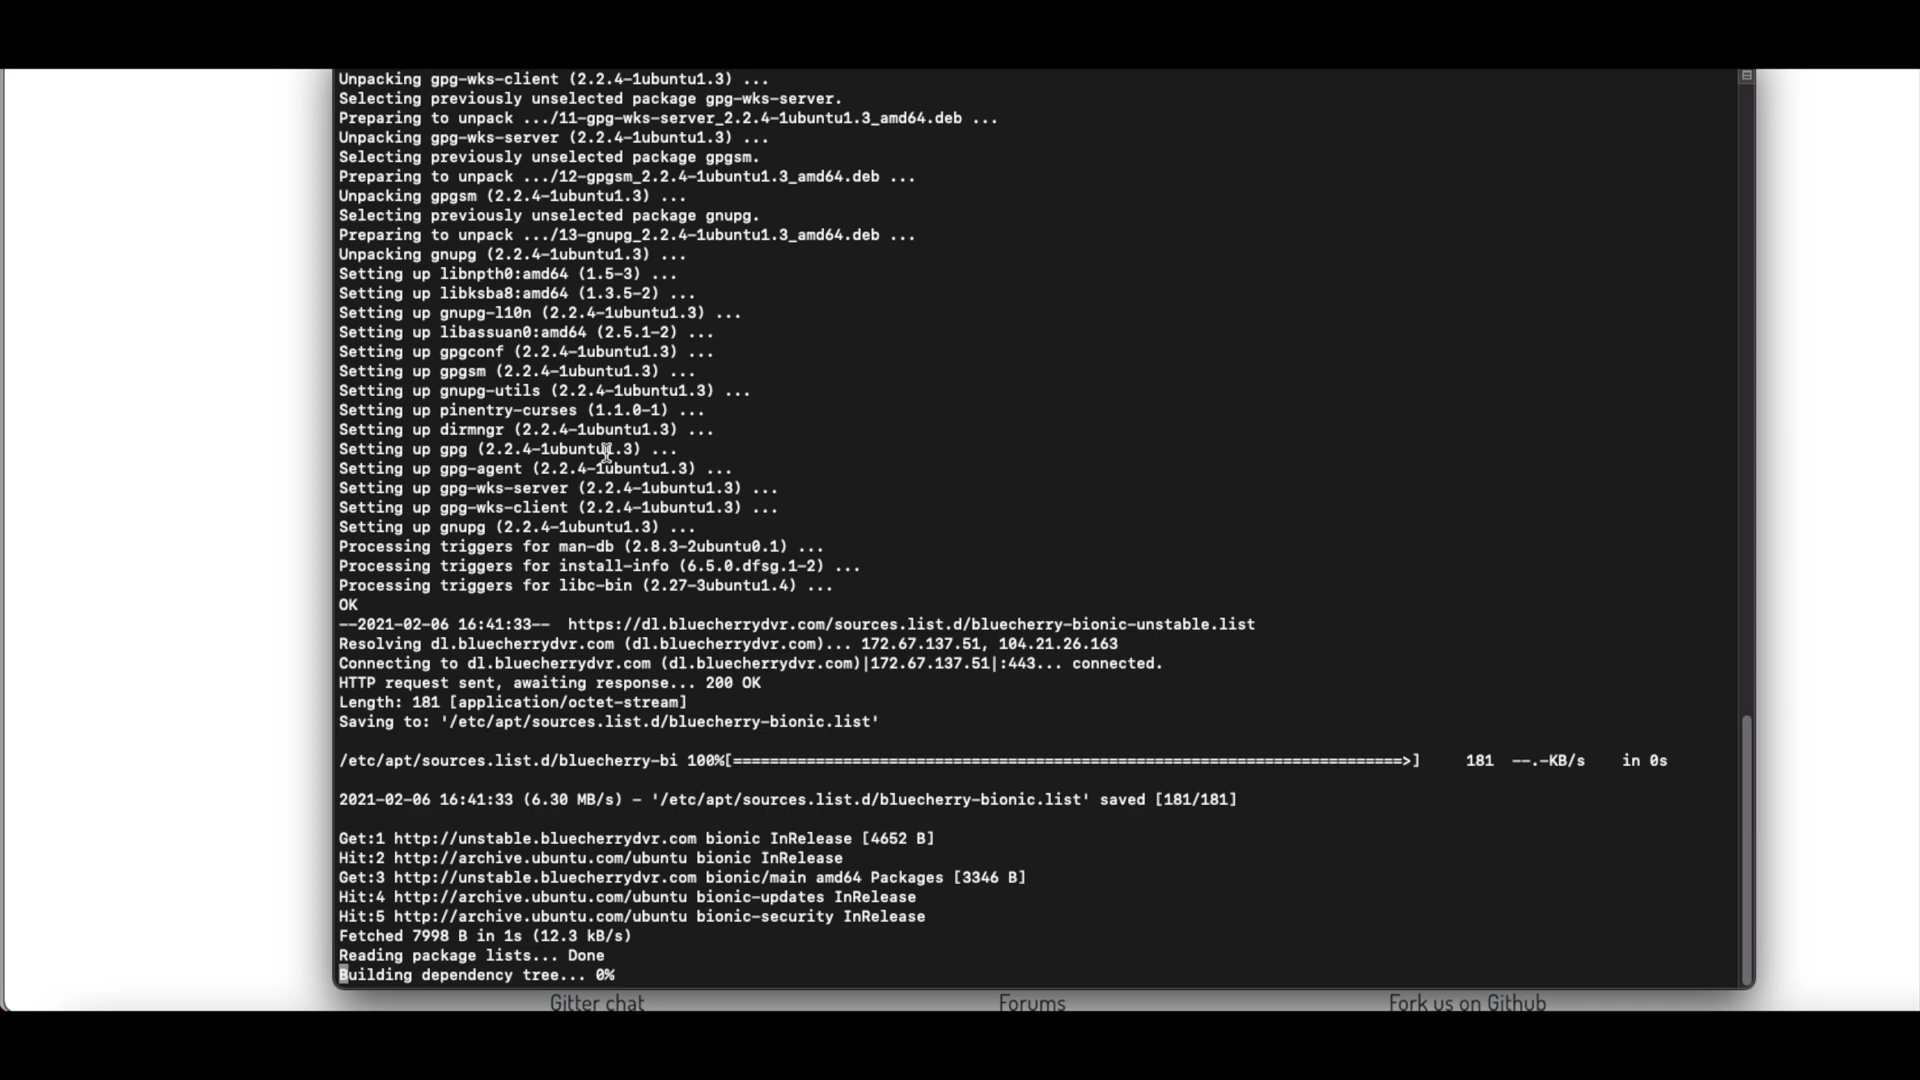 Unpacking gpg-wks-client (2.2.4-1ubuntu1.3) ...
Selecting previously unselected package gpg-wks-server.
Preparing to unpack .../11-gpg-wks-server_2.2.4-1ubuntu1.3_amd64.deb ...
Unpacking gpg-wks-server (2.2.4-1ubuntu1.3) ...
Selecting previously unselected package gpgsm.
Preparing to unpack .../12-gpgsm_2.2.4-1ubuntu1.3_amd64.deb ...
Unpacking gpgsm (2.2.4-1ubuntu1.3) ...
Selecting previously unselected package gnupg.
Preparing to unpack .../13-gnupg_2.2.4-1ubuntu1.3_amd64.deb ...
Unpacking gnupg (2.2.4-1ubuntu1.3) ...
Setting up libnpth0:amd64 (1.5-3) ...
Setting up libksba8:amd64 (1.3.5-2) ...
Setting up gnupg-l10n (2.2.4-1ubuntu1.3) ...
Setting up libassuan0:amd64 (2.5.1-2) ...
Setting up gpgconf (2.2.4-1ubuntu1.3) ...
Setting up gpgsm (2.2.4-1ubuntu1.3) ...
Setting up gnupg-utils (2.2.4-1ubuntu1.3) ...
Setting up pinentry-curses (1.1.0-1) ...
Setting up dirmngr (2.2.4-1ubuntu1.3) ...
Setting up gpg (2.2.4-1ubuntu1.3) ...
Setting up gpg-agent (2.2.4-1ubuntu1.3) ...
Setting up gpg-wks-server (2.2.4-1ubuntu1.3) ...
Setting up gpg-wks-client (2.2.4-1ubuntu1.3) ...
Setting up gnupg (2.2.4-1ubuntu1.3) ...
Processing triggers for man-db (2.8.3-2ubuntu0.1) ...
Processing triggers for install-info (6.5.0.dfsg.1-2) ...
Processing triggers for libc-bin (2.27-3ubuntu1.4) ...
OK
--2021-02-06 16:41:33--  https://dl.bluecherrydvr.com/sources.list.d/bluecherry-bionic-unstable.list
Resolving dl.bluecherrydvr.com (dl.bluecherrydvr.com)... 172.67.137.51, 104.21.26.163
Connecting to dl.bluecherrydvr.com (dl.bluecherrydvr.com)|172.67.137.51|:443... connected.
HTTP request sent, awaiting response... 200 OK
Length: 181 [application/octet-stream]
Saving to: '/etc/apt/sources.list.d/bluecherry-bionic.list'
/etc/apt/sources.list.d/bluecherry-bi 100%[=========================================================================>]     181  --.-KB/s    in 0s
2021-02-06 16:41:33 (6.30 MB/s) - '/etc/apt/sources.list.d/bluecherry-bionic.list' saved [181/181]
Get:1 http://unstable.bluecherrydvr.com bionic InRelease [4652 B]
Hit:2 http://archive.ubuntu.com/ubuntu bionic InRelease
Get:3 http://unstable.bluecherrydvr.com bionic/main amd64 Packages [3346 B]
Hit:4 http://archive.ubuntu.com/ubuntu bionic-updates InRelease
Hit:5 http://archive.ubuntu.com/ubuntu bionic-security InRelease
Fetched 7998 B in 1s (12.3 kB/s)
Reading package lists... Done
Building dependency tree... 0%
Gitter chat Forums Fork us on Github